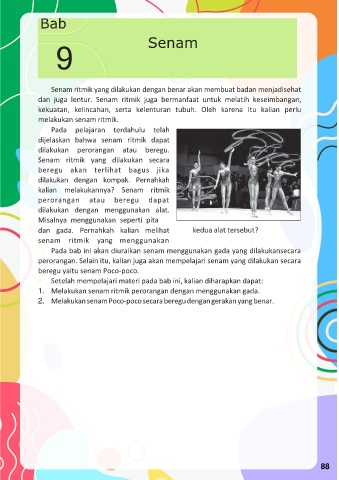 Bab
9
Senam
Senam ritmik yang dilakukan dengan benar akan membuat badan menjadisehat
dan juga lentur. Senam ritmik juga bermanfaat untuk melatih keseimbangan,
kekuatan, kelincahan, serta kelenturan tubuh. Oleh karena itu kalian perlu
melakukan senam ritmik.
Pada pelajaran terdahulu telah
dijelaskan bahwa senam ritmik dapat
dilakukan perorangan atau beregu.
Senam ritmik yang dilakukan secara
beregu akan terlihat bagus jika
dilakukan dengan kompak. Pernahkah
kalian melakukannya? Senam ritmik
perorangan atau beregu dapat
dilakukan dengan menggunakan alat.
Misalnya menggunakan seperti pita
dan gada. Pernahkah kalian melihat
senam ritmik yang menggunakan
kedua alat tersebut?
Pada bab ini akan diuraikan senam menggunakan gada yang dilakukansecara
perorangan. Selain itu, kalian juga akan mempelajari senam yang dilakukan secara
beregu yaitu senam Poco-poco.
Setelah mempelajari materi pada bab ini, kalian diharapkan dapat:
1. Melakukan senam ritmik perorangan dengan menggunakan gada.
2. Melakukan senam Poco-poco secara beregu dengan gerakan yang benar.
88